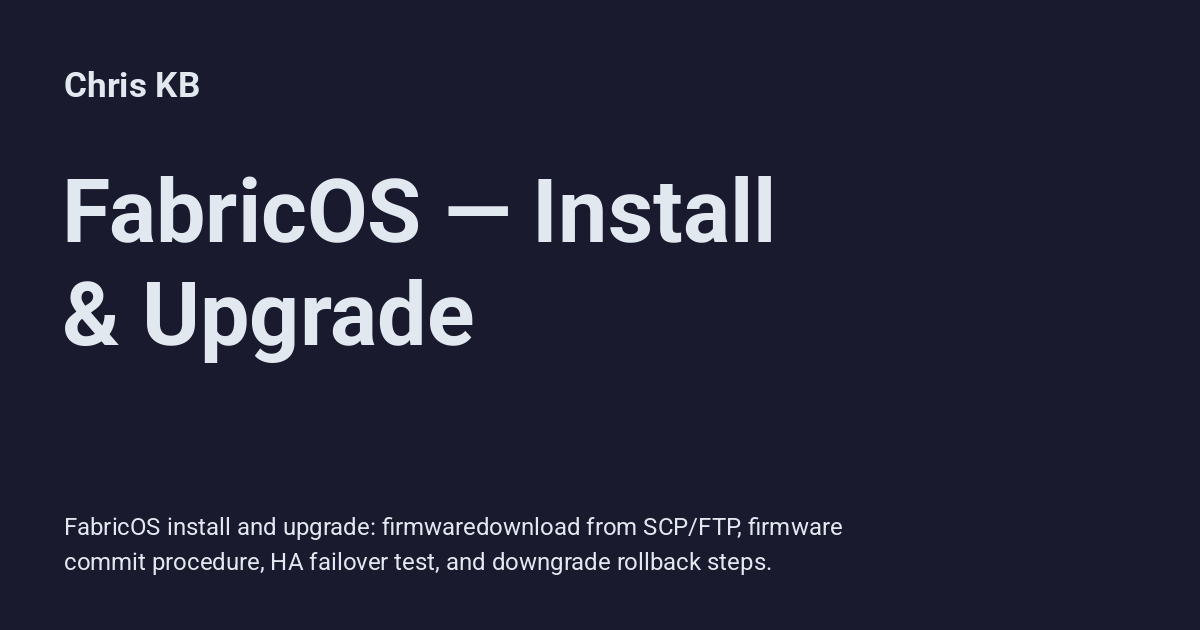 Chris KB
FabricOS — Install
& Upgrade
FabricOS install and upgrade: firmwaredownload from SCP/FTP, firmware
commit procedure, HA failover test, and downgrade rollback steps.